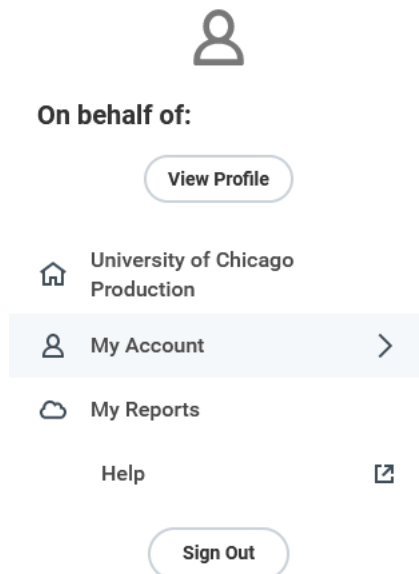 On behalf of:
View Profile
University of Chicago
Production
My Account
My Reports
Help
Sign Out